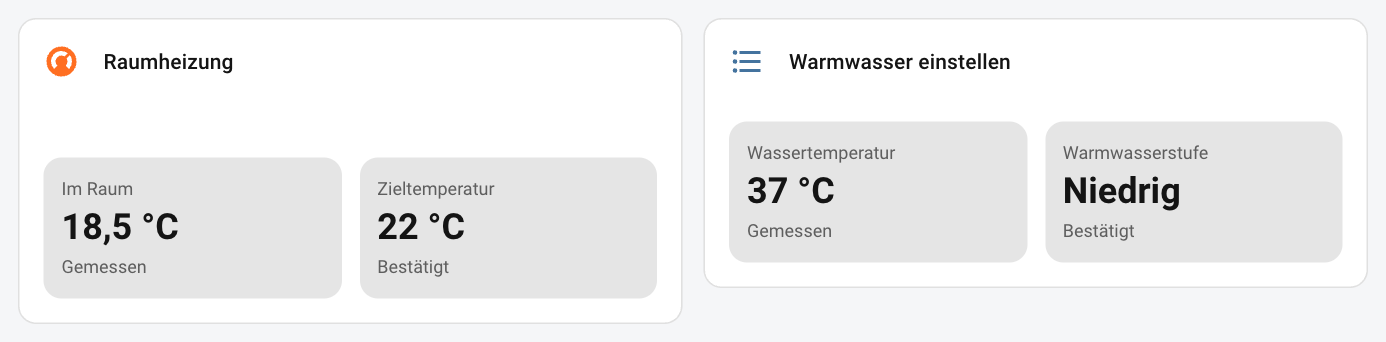 Raumheizung
Im Raum
18,5 °C
Gemessen
Zieltemperatur
22 °C
Bestätigt
Warmwasser einstellen
Wassertemperatur
37 °C
Gemessen
Warmwasserstufe
Niedrig
Bestätigt